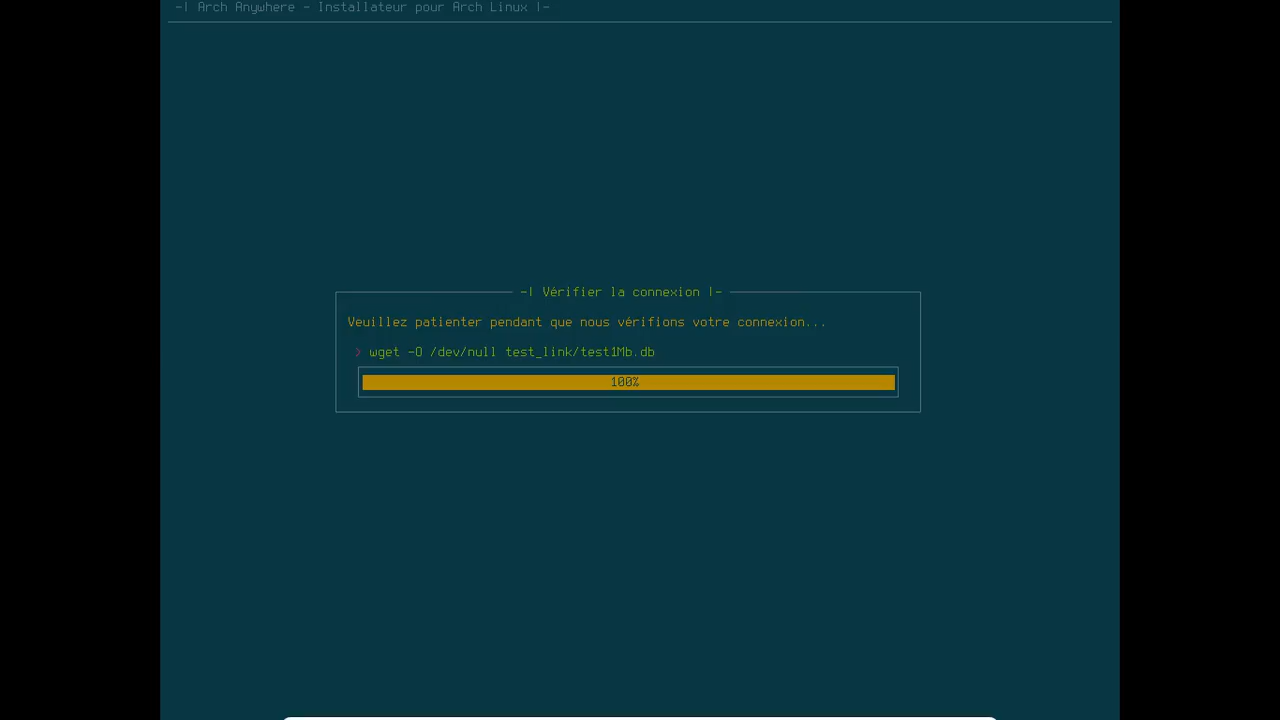 -| Arch Anywhere - Installateur pour Arch Linux |-
-| Vérifier la connexion |-
Veuillez patienter pendant que nous vérifions votre connexion...
> wget -O /dev/null test_link/test1Mb.db
100%